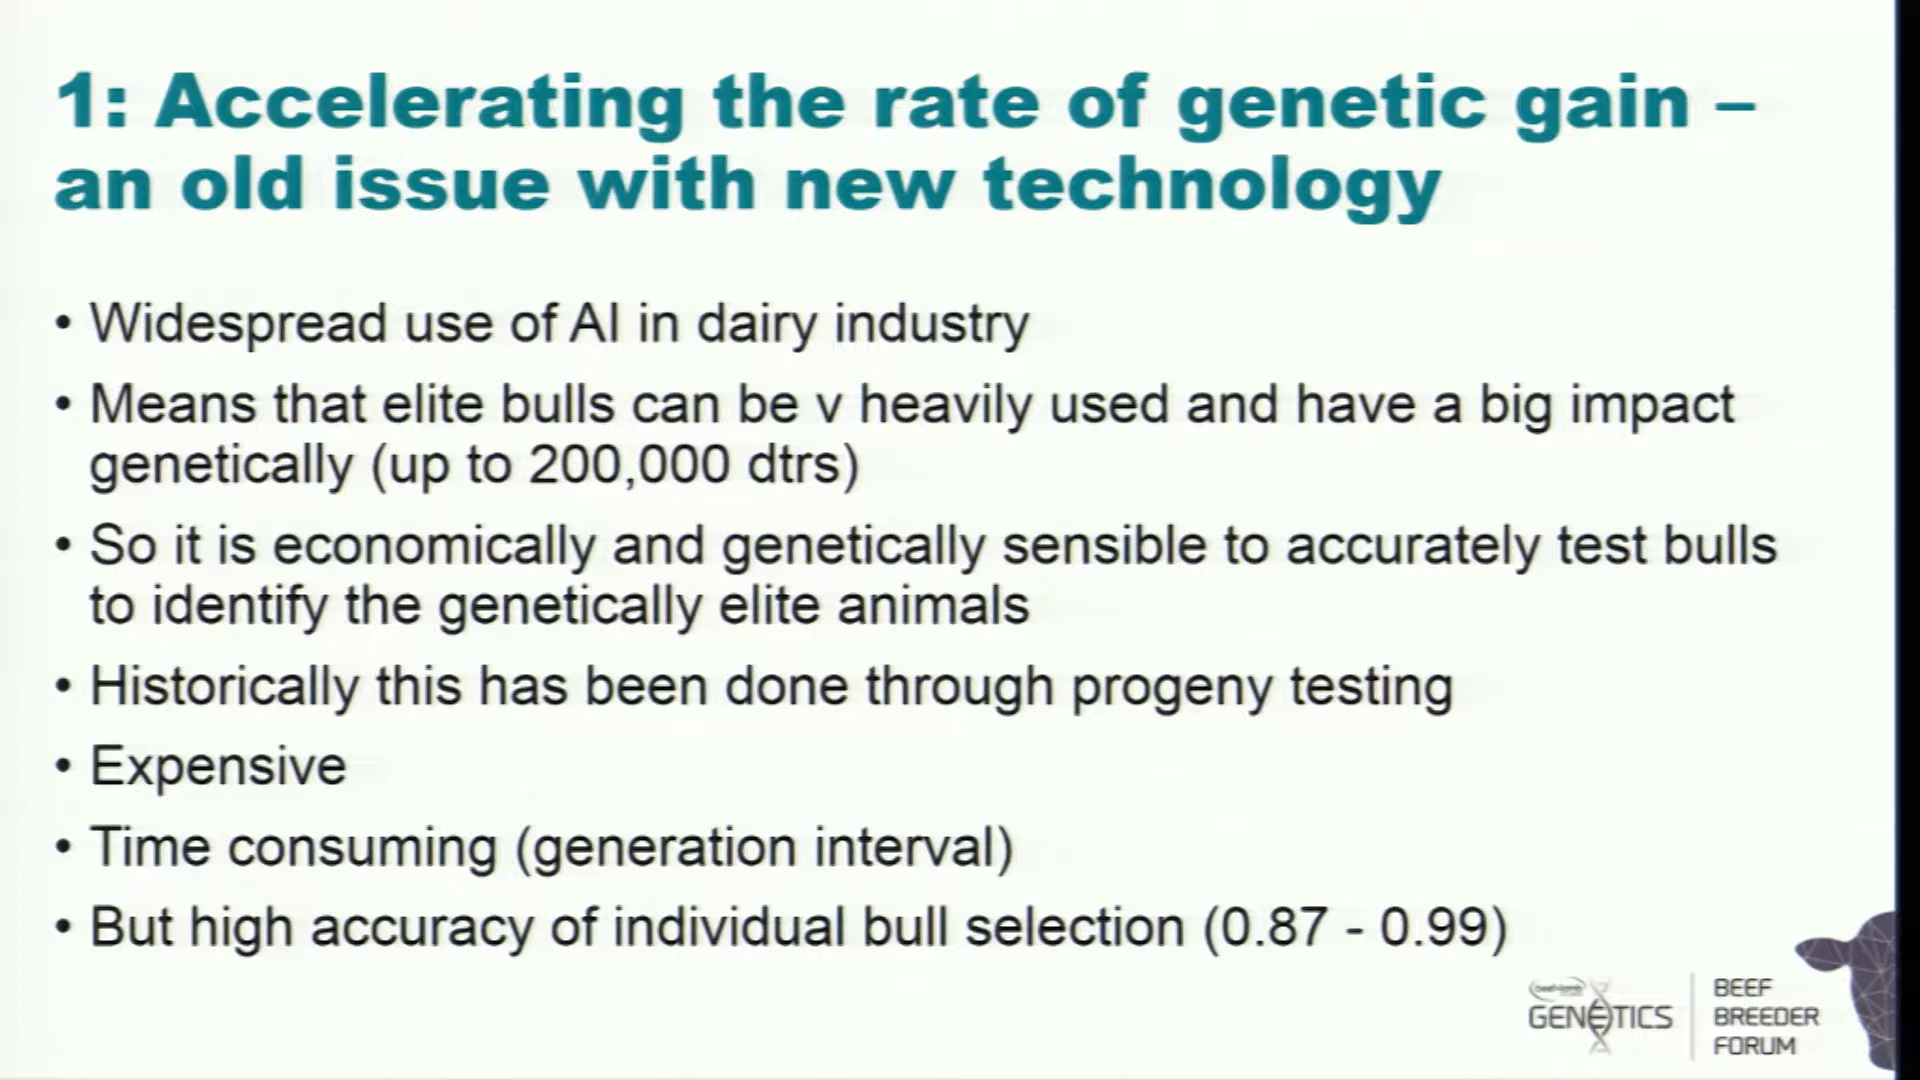 1: Accelerating the rate of genetic gain –
an old issue with new technology
• Widespread use of AI in dairy industry
• Means that elite bulls can be v heavily used and have a big impact
genetically (up to 200,000 dtrs)
• So it is economically and genetically sensible to accurately test bulls
to identify the genetically elite animals
• Historically this has been done through progeny testing
• Expensive
• Time consuming (generation interval)
• But high accuracy of individual bull selection (0.87 - 0.99)
GENETICS
BEEF
BREEDER
FORUM